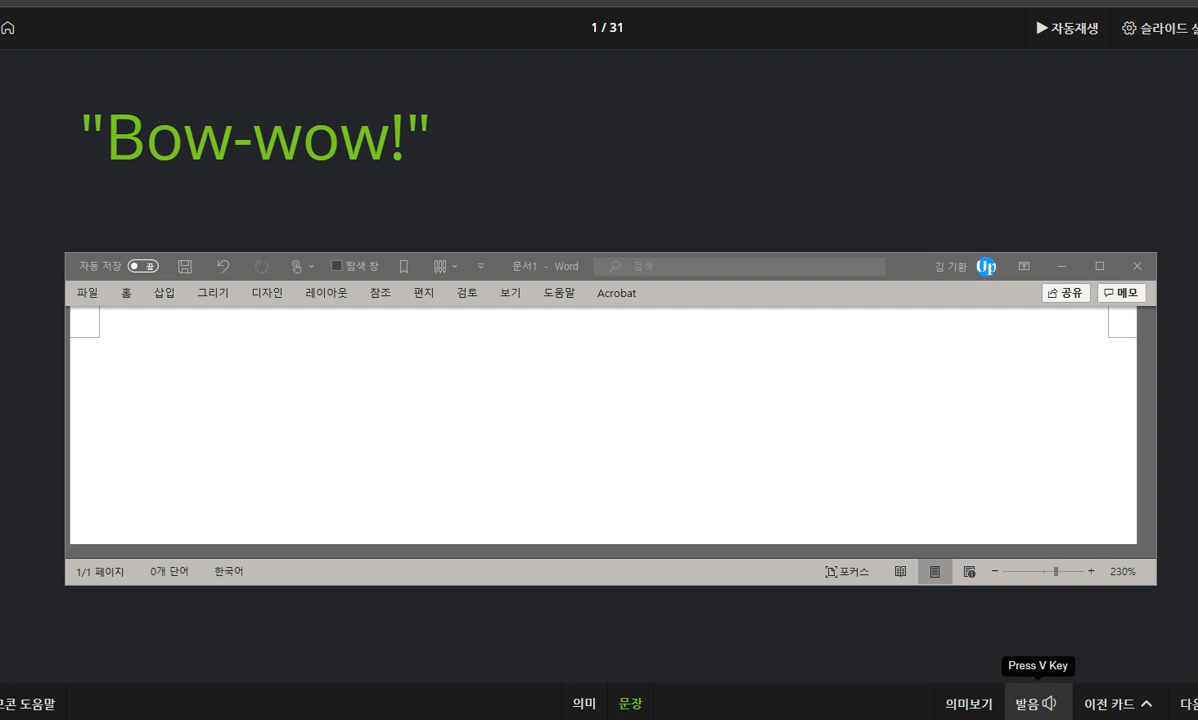 1 / 31
자동재생
슬라이드
"Bow-wow!"
자동 저장 끔 탐색 창 문서1 - Word 검색 김 기환 Up
파일 홈 삽입 그리기 디자인 레이아웃 참조 편지 검토 보기 도움말 Acrobat 공유 메모
1/1 페이지 0개 단어 한국어 포커스 - + 230%
Press V Key
도움말 의미 문장 의미보기 발음 이전 카드